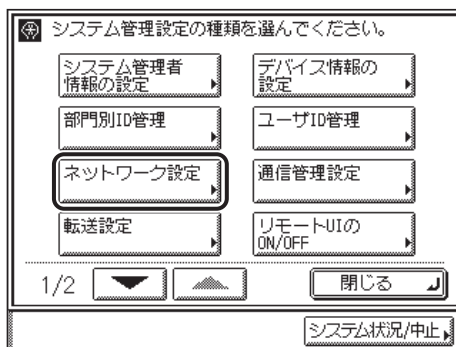 システム管理設定の種類を選んでください。
システム管理者
情報の設定
デバイス情報の
設定
部門別ID管理
ユーザID管理
ネットワーク設定
通信管理設定
転送設定
リモートUIの
ON/OFF
1/2
閉じる
システム状況/中止